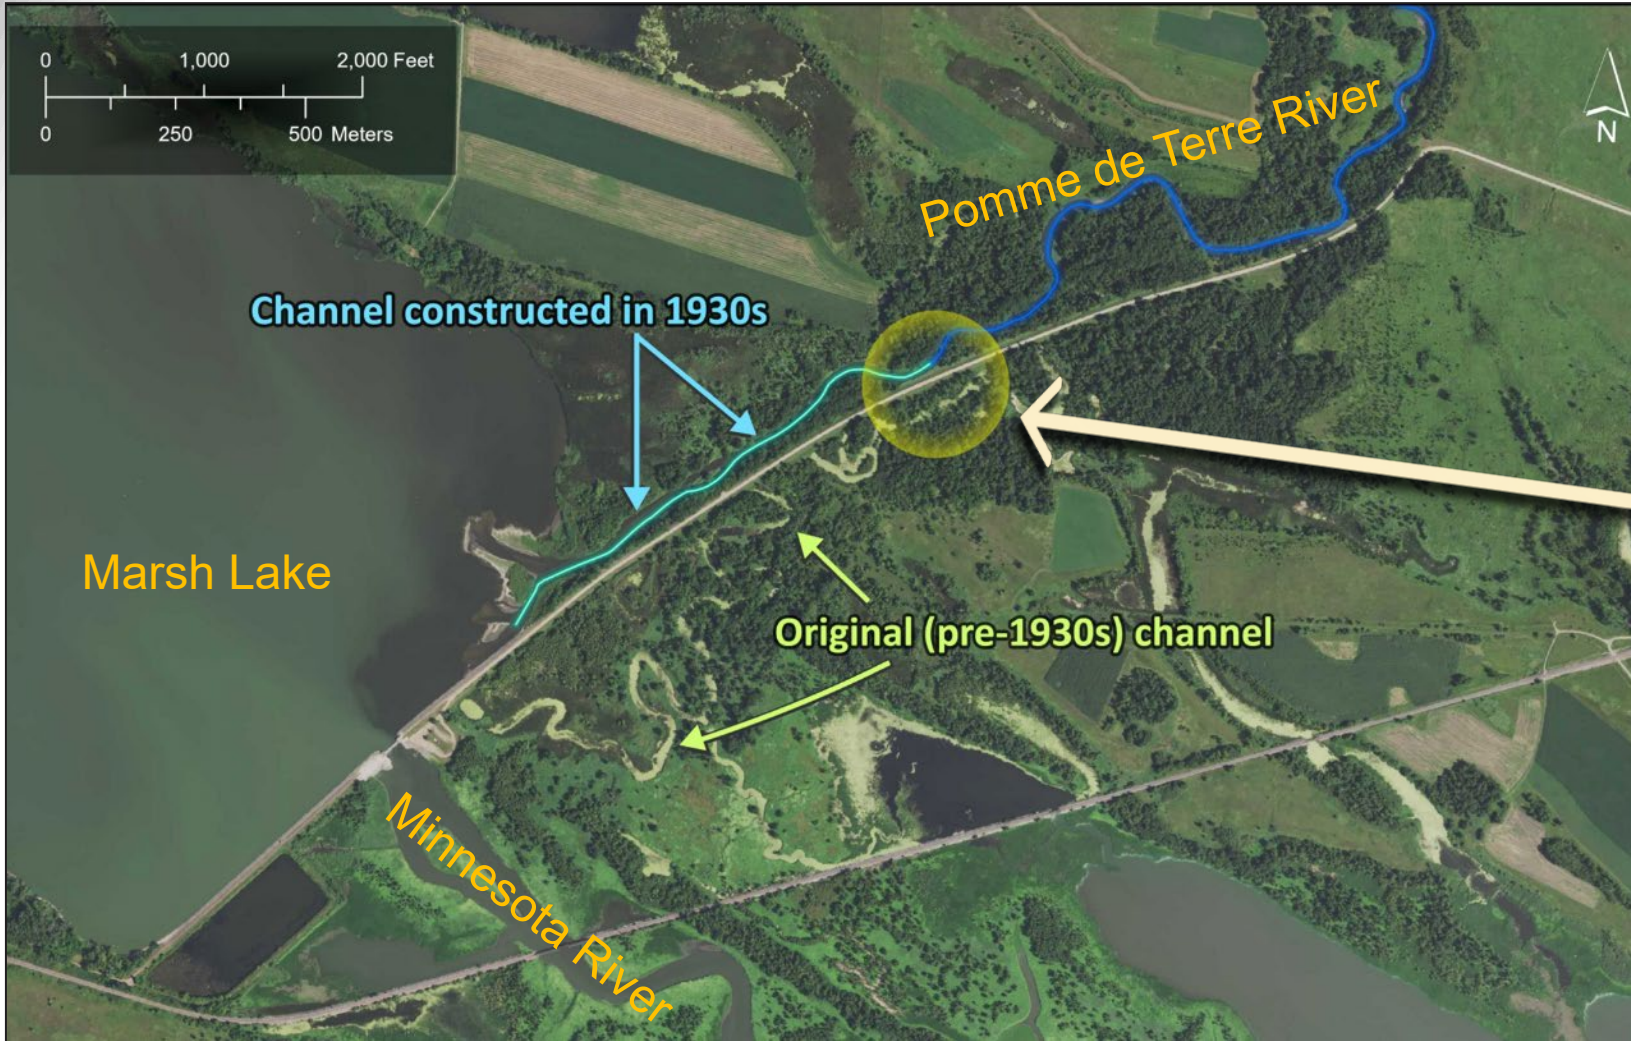 0 1,000 2,000 Feet
0 250 500 Meters
N
Pomme de Terre River
Channel constructed in 1930s
Marsh Lake
Original (pre-1930s) channel
Minnesota River